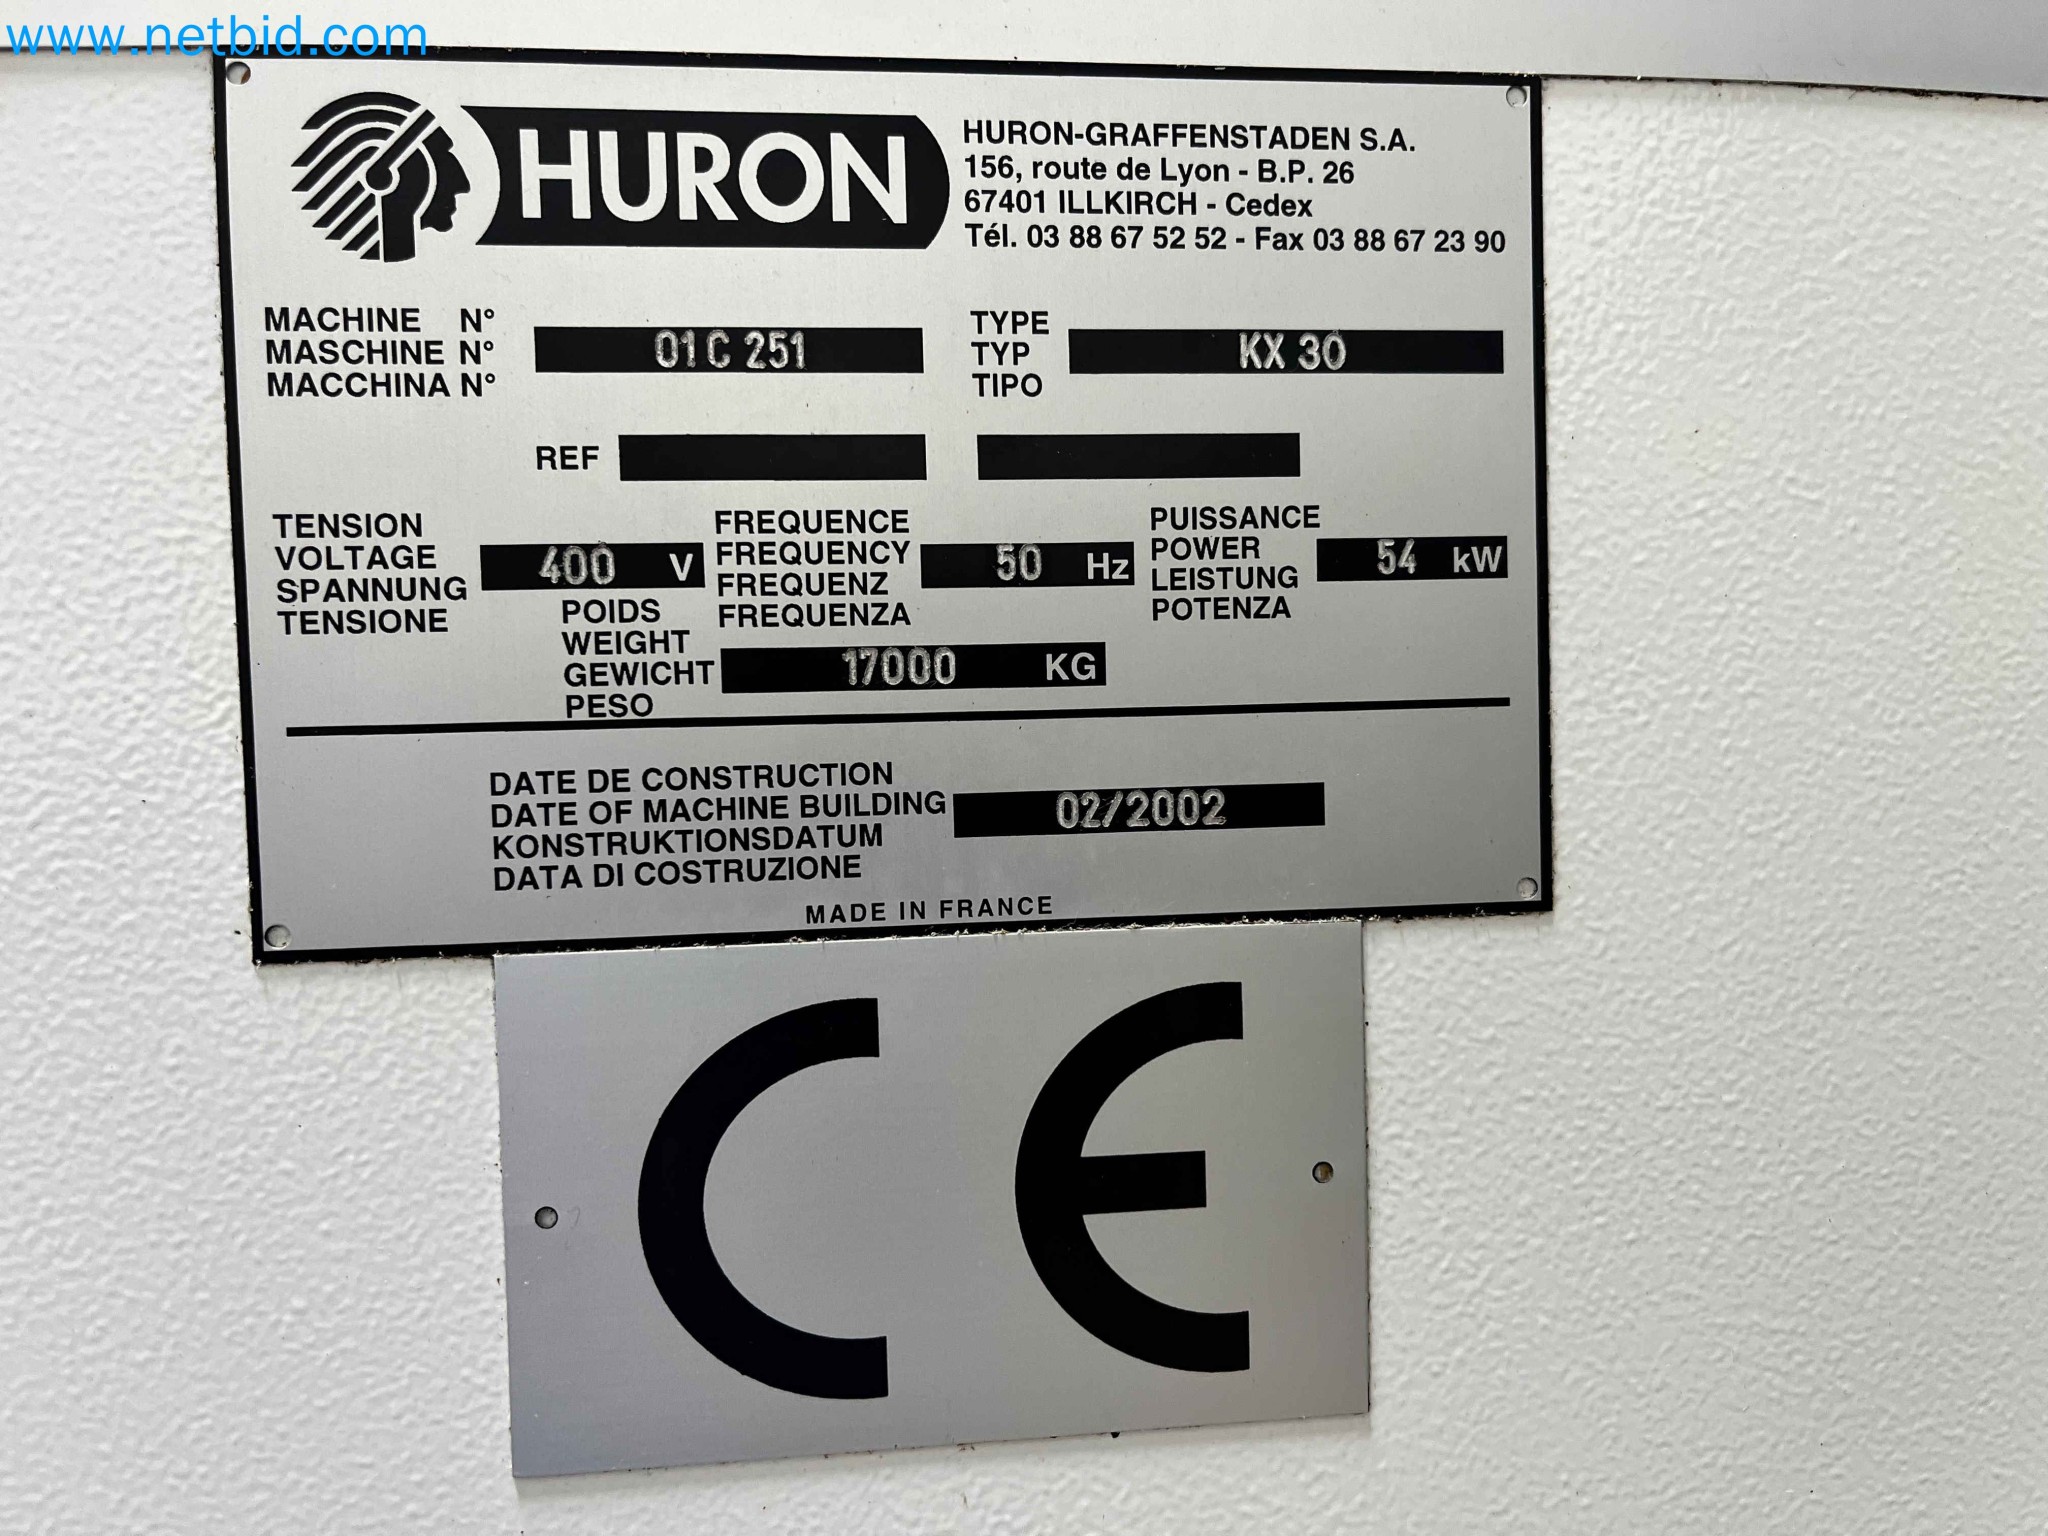 www.netbid.com
HURON
HURON-GRAFFENSTADEN S.A.
156, route de Lyon - B.P. 26
67401 ILLKIRCH - Cedex
Tél. 03 88 67 52 52 - Fax 03 88 67 23 90
MACHINE N°
MASCHINE N°
MACCHINA N°
01C 251
TYPE
TYP
TIPO
KX 30
REF
TENSION
VOLTAGE
SPANNUNG
TENSIONE
400 V
FREQUENCE
FREQUENCY
FREQUENZ
FREQUENZA
50 Hz
PUISSANCE
POWER
LEISTUNG
POTENZA
54 kW
POIDS
WEIGHT
GEWICHT
PESO
17000 KG
DATE DE CONSTRUCTION
DATE OF MACHINE BUILDING
KONSTRUKTIONSDATUM
DATA DI COSTRUZIONE
02/2002
MADE IN FRANCE
CE